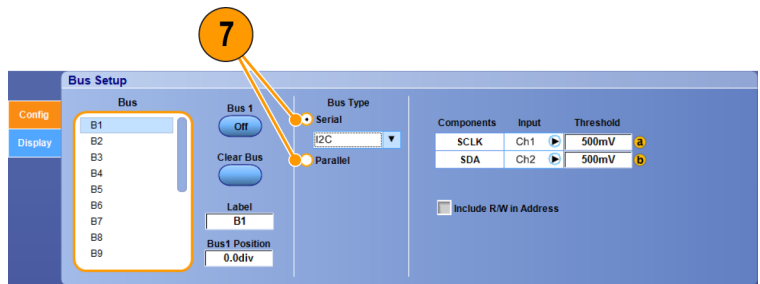 7
Bus Setup
Config
Display
Bus
B1
B2
B3
B4
B5
B6
B7
B8
B9
Bus 1
Off
Clear Bus
Label
B1
Bus1 Position
0.0div
Bus Type
Serial
I2C
Parallel
Components Input Threshold
SCLK Ch1 500mV a
SDA Ch2 500mV b
Include R/W in Address